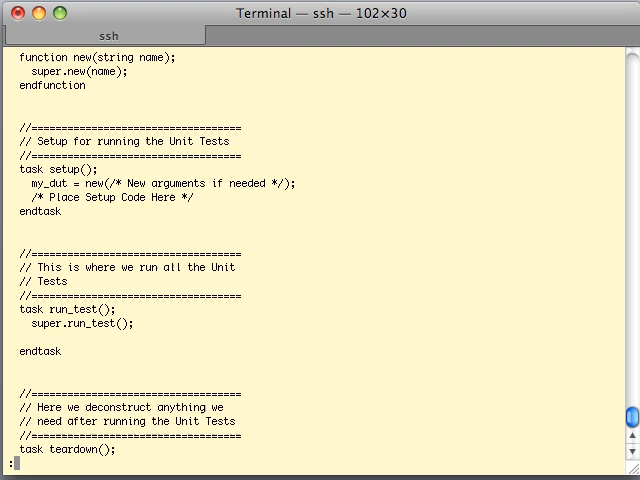 Terminal — ssh — 102×30
ssh
function new(string name);
  super.new(name);
endfunction
//===================================
// Setup for running the Unit Tests
//===================================
task setup();
  my_dut = new(/* New arguments if needed */);
  /* Place Setup Code Here */
endtask
//===================================
// This is where we run all the Unit
// Tests
//===================================
task run_test();
  super.run_test();
endtask
//===================================
// Here we deconstruct anything we
// need after running the Unit Tests
//===================================
task teardown();
: